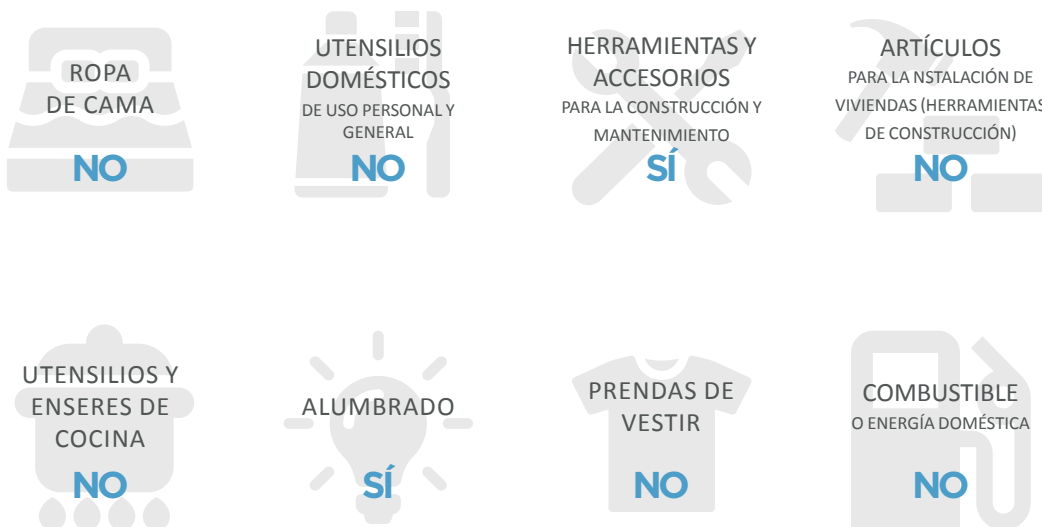 ROPA
DE CAMA
NO
UTENSILIOS
DOMÉSTICOS
DE USO PERSONAL Y
GENERAL
NO
HERRAMIENTAS Y
ACCESORIOS
PARA LA CONSTRUCCIÓN Y
MANTENIMIENTO
SÍ
ARTÍCULOS
PARA LA NSTALACIÓN DE
VIVIENDAS (HERRAMIENTAS
DE CONSTRUCCIÓN)
NO
UTENSILIOS Y
ENSERES DE
COCINA
NO
ALUMBRADO
SÍ
PRENDAS DE
VESTIR
NO
COMBUSTIBLE
O ENERGÍA DOMÉSTICA
NO